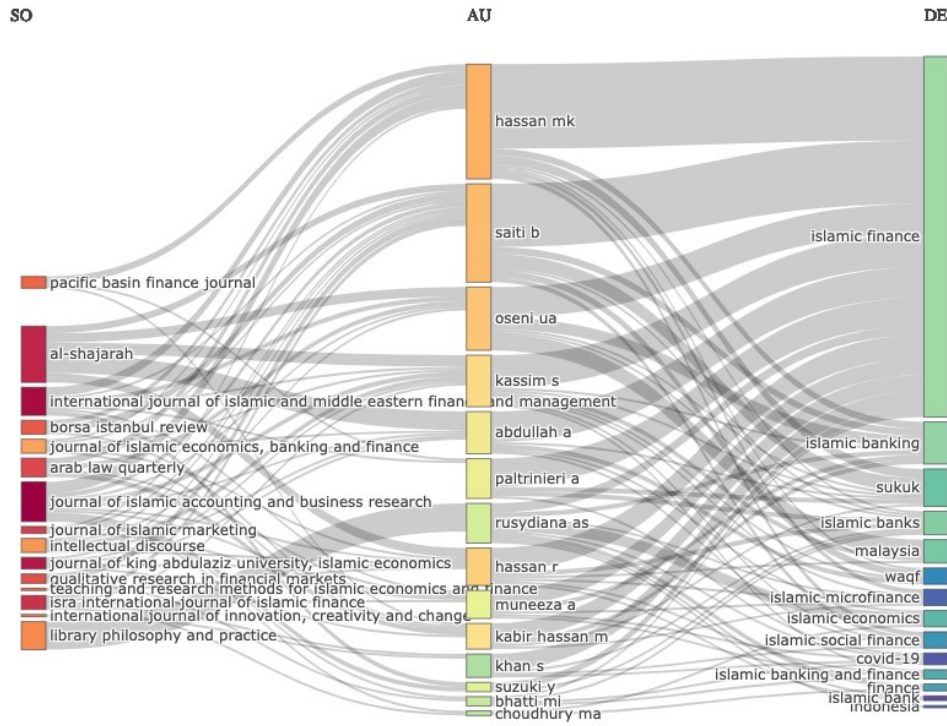 SO
AU
DE
pacific basin finance journal
al-shajarah
international journal of islamic and middle eastern finance and management
borsa istanbul review
journal of islamic economics, banking and finance
arab law quarterly
journal of islamic accounting and business research
journal of islamic marketing
intellectual discourse
journal of king abdulaziz university, islamic economics
qualitative research in financial markets
teaching and research methods for islamic economics and finance
isra international journal of islamic finance
international journal of innovation, creativity and change
library philosophy and practice
hassan mk
saiti b
oseni ua
kassim s
abdullah a
paltrinieri a
rusydiana as
hassan r
muneeza a
kabir hassan m
khan s
suzuki y
bhatti mi
choudhury ma
islamic finance
islamic banking
sukuk
islamic banks
malaysia
waqf
islamic microfinance
islamic economics
islamic social finance
covid-19
islamic banking and finance
finance
islamic bank
indonesia